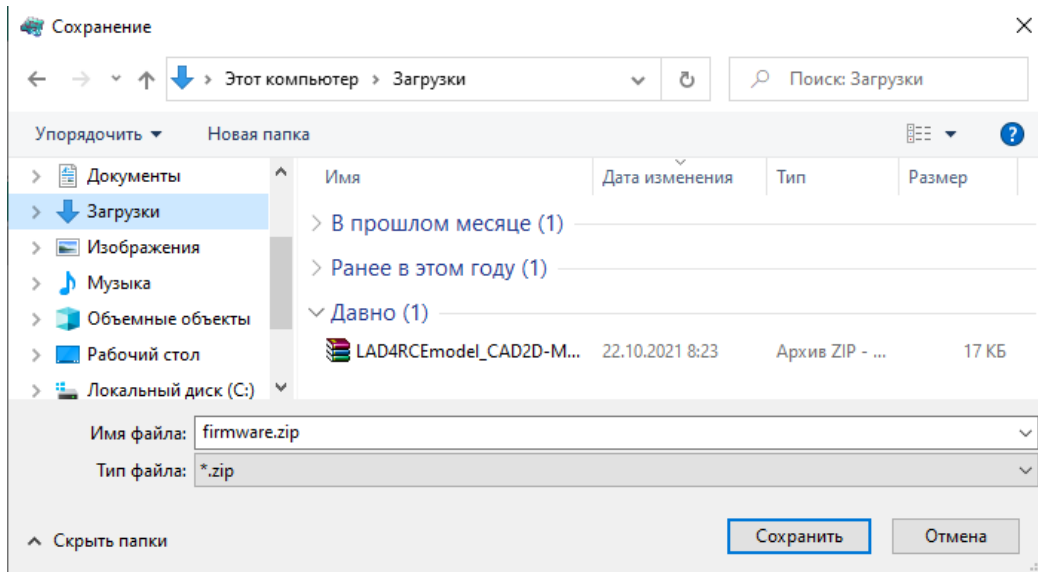 Сохранение
Этот компьютер > Загрузки
Поиск: Загрузки
Упорядочить
Новая папка
Имя
Дата изменения
Тип
Размер
Документы
Загрузки
Изображения
Музыка
Объемные объекты
Рабочий стол
Локальный диск (C:)
В прошлом месяце (1)
Ранее в этом году (1)
Давно (1)
LAD4RCEmodel_CAD2D-M... 22.10.2021 8:23 Архив ZIP - ... 17 КБ
Имя файла: firmware.zip
Тип файла: *.zip
Скрыть папки
Сохранить
Отмена